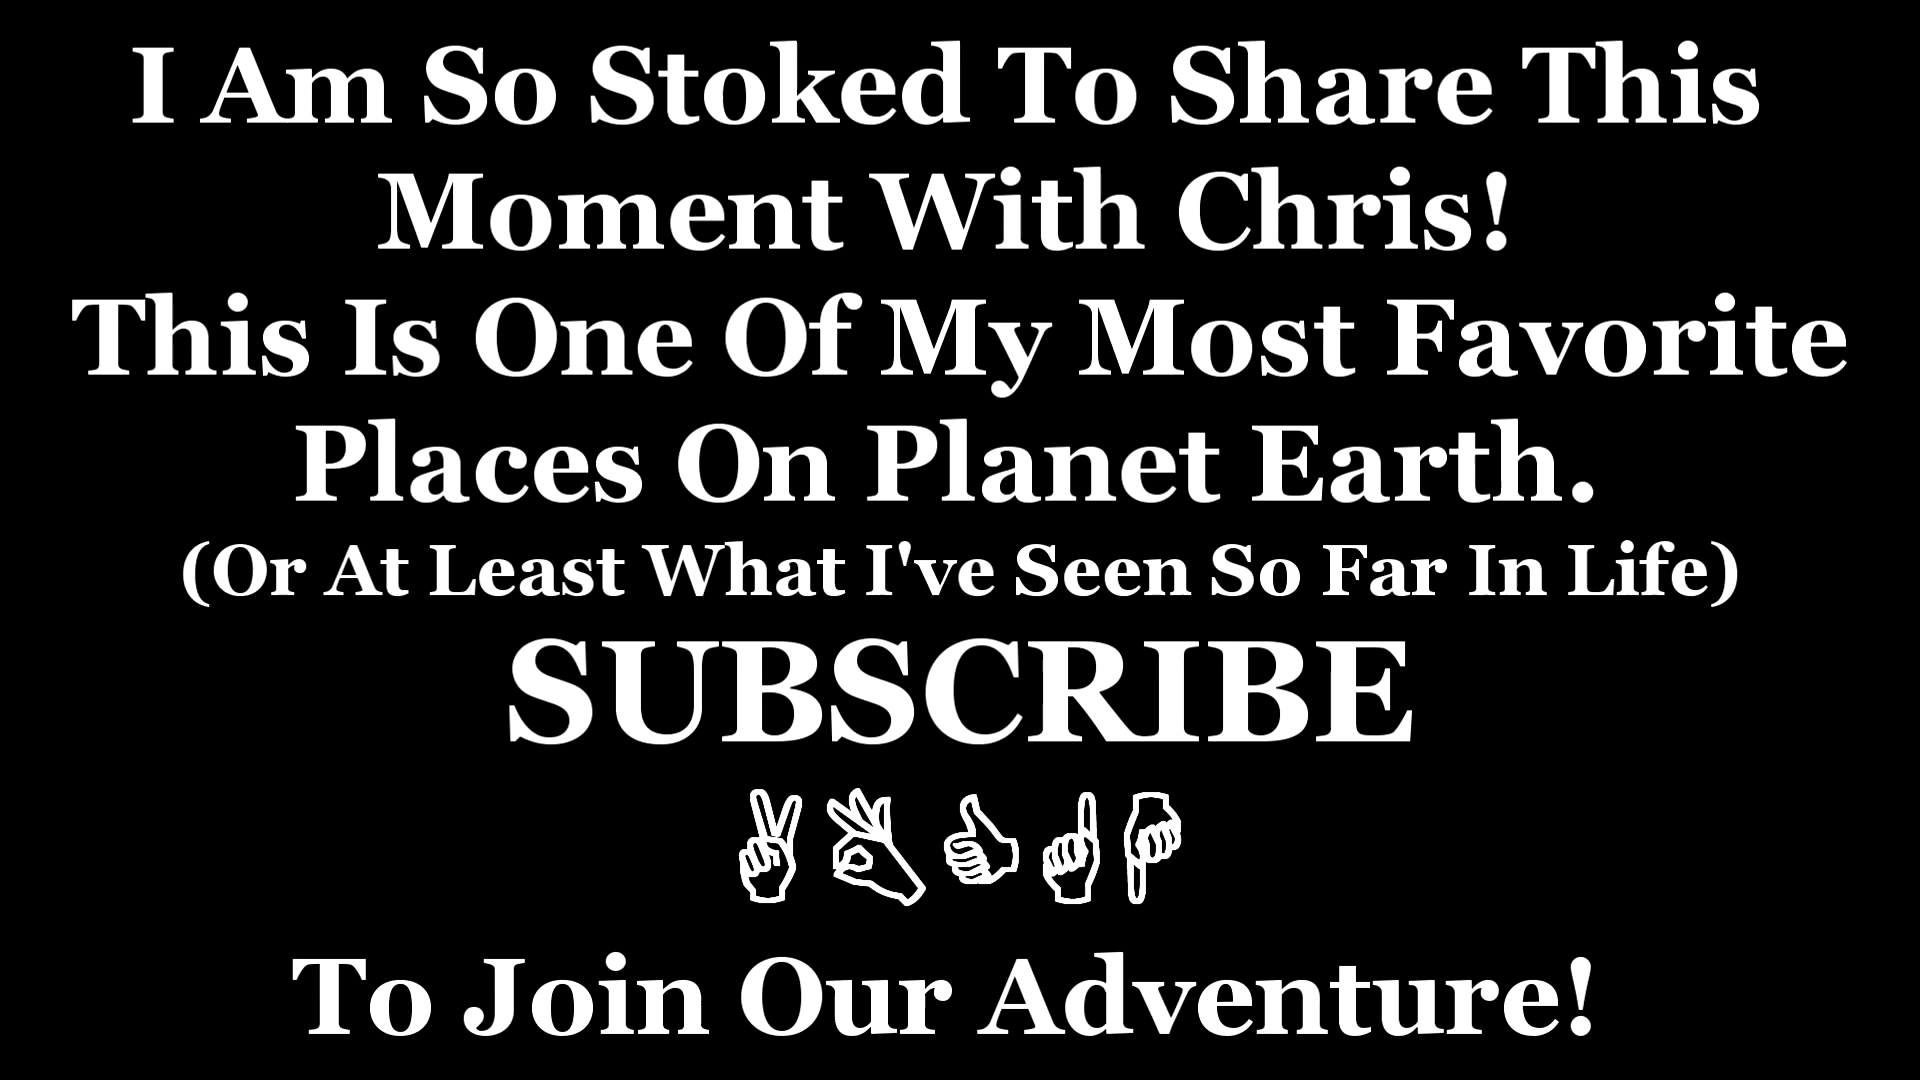 I Am So Stoked To Share This
Moment With Chris!
This Is One Of My Most Favorite
Places On Planet Earth.
(Or At Least What I've Seen So Far In Life)
SUBSCRIBE
To Join Our Adventure!